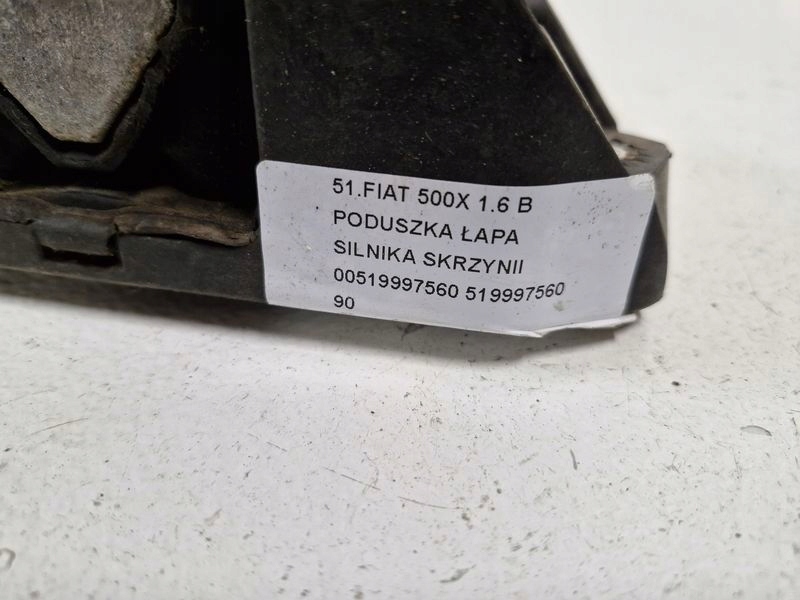 51.FIAT 500X 1.6 B
PODUSZKA ŁAPA
SILNIKA SKRZYNII
00519997560 519997560
90